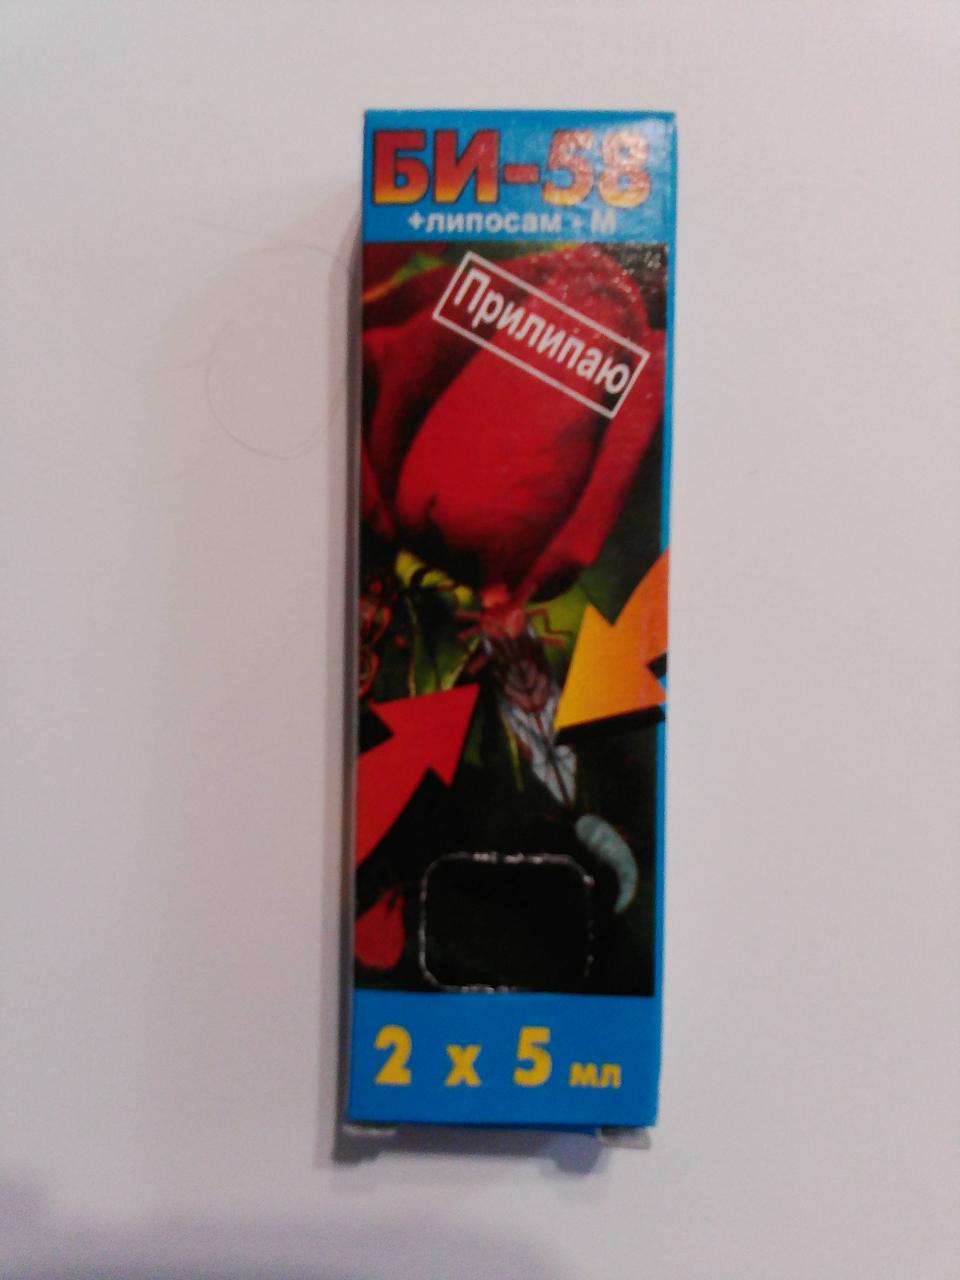 БИ-58
+липосам - М
Прилипаю
2 х 5 мл